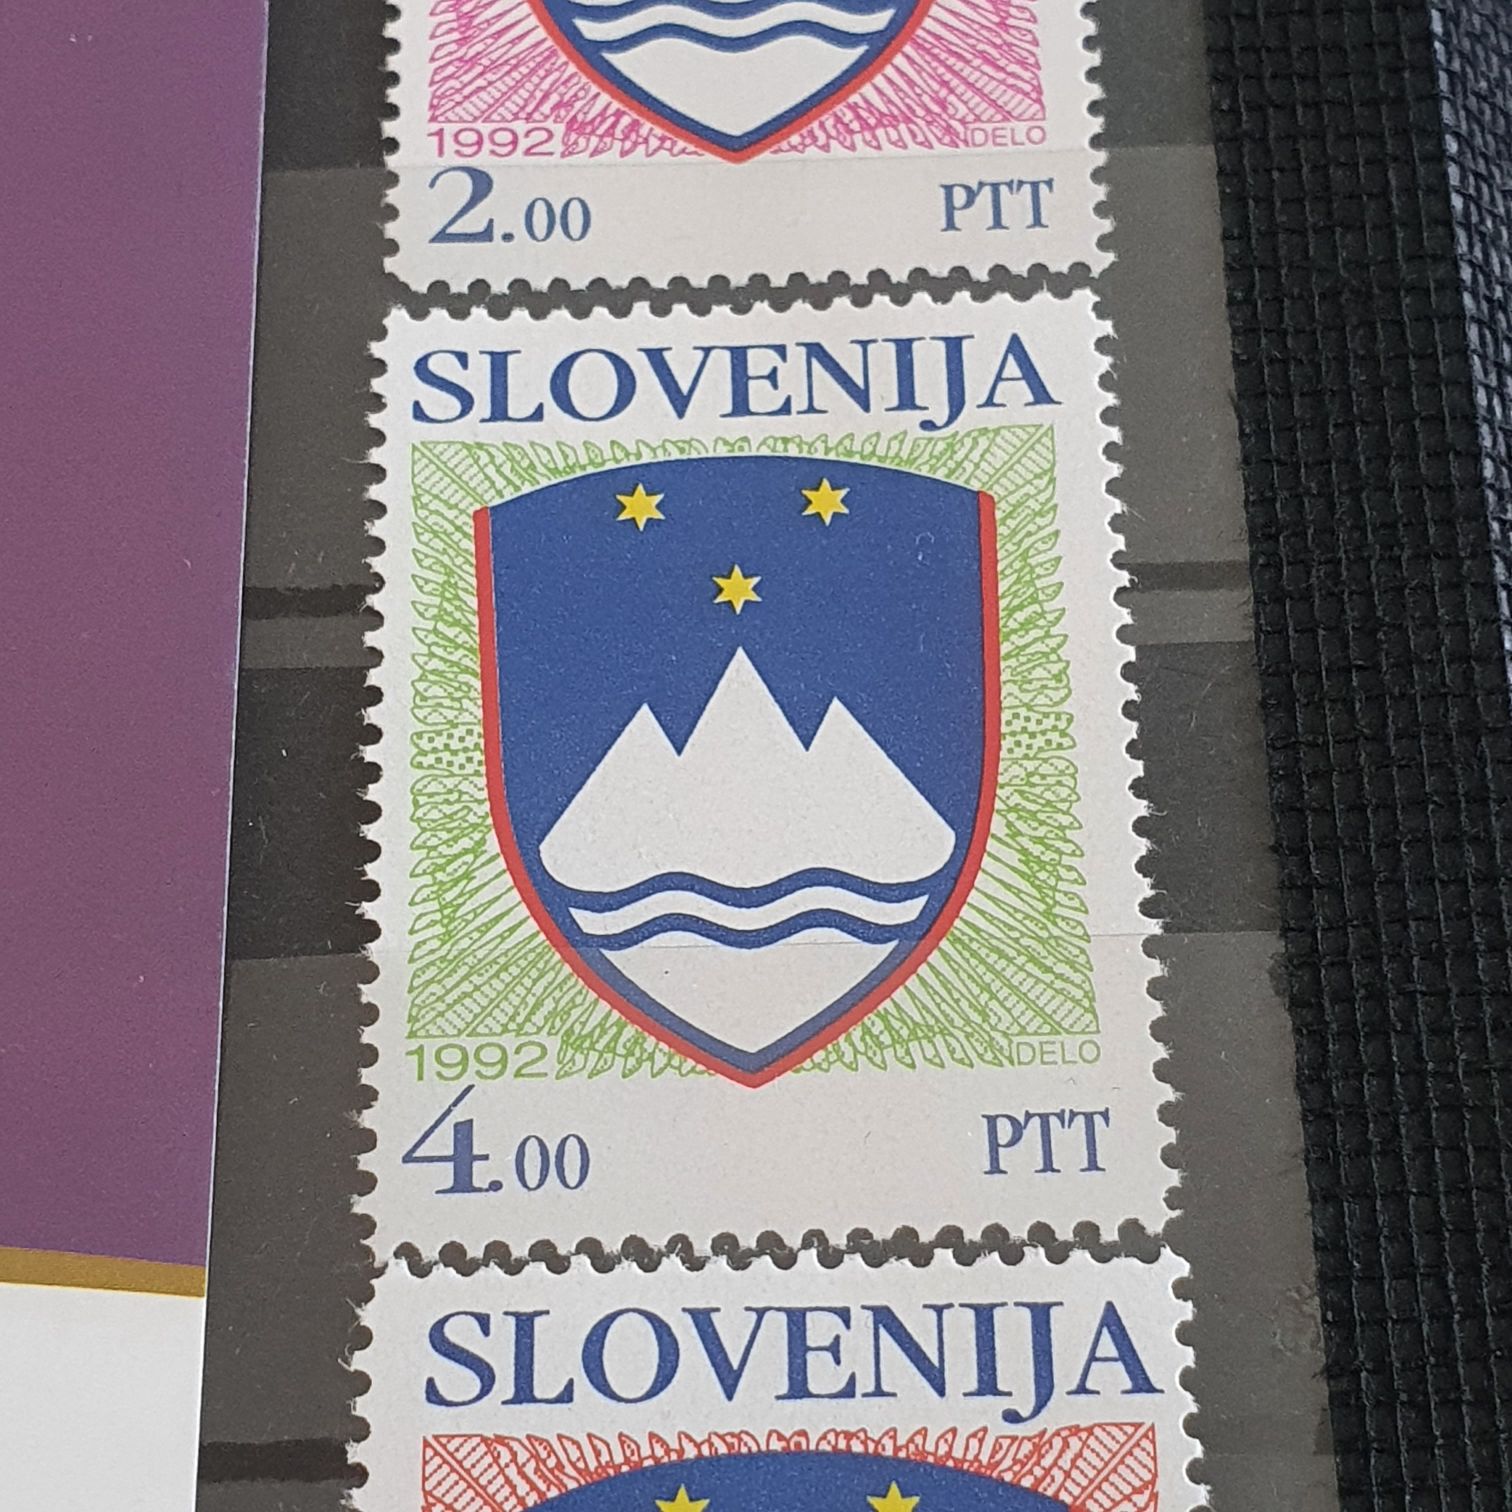 1992 DELO
2.00 PTT
SLOVENIJA
1992 DELO
4.00 PTT
SLOVENIJA